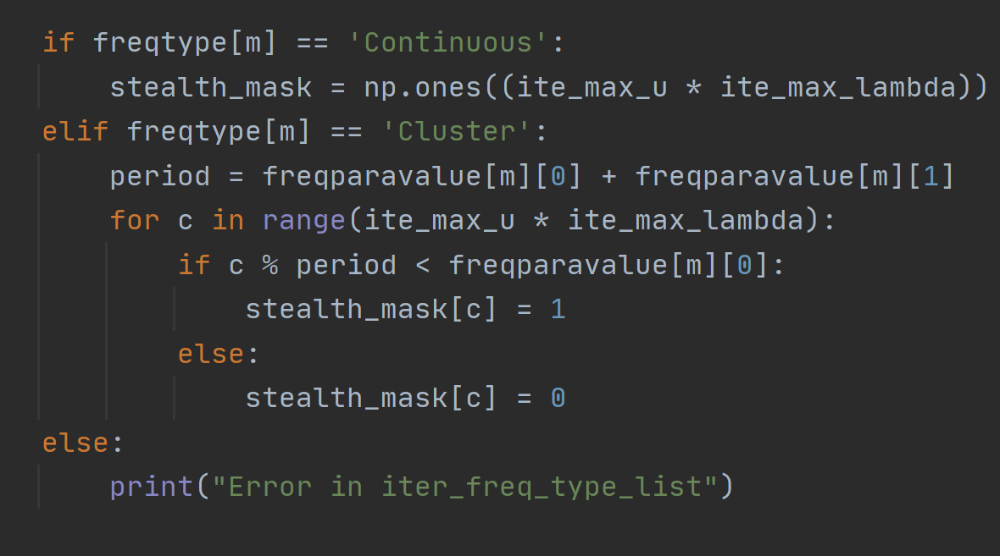 if freqtype[m] == 'Continuous':
    stealth_mask = np.ones((ite_max_u * ite_max_lambda))
elif freqtype[m] == 'Cluster':
    period = freqparavalue[m][0] + freqparavalue[m][1]
    for c in range(ite_max_u * ite_max_lambda):
        if c % period < freqparavalue[m][0]:
            stealth_mask[c] = 1
        else:
            stealth_mask[c] = 0
else:
    print("Error in iter_freq_type_list")